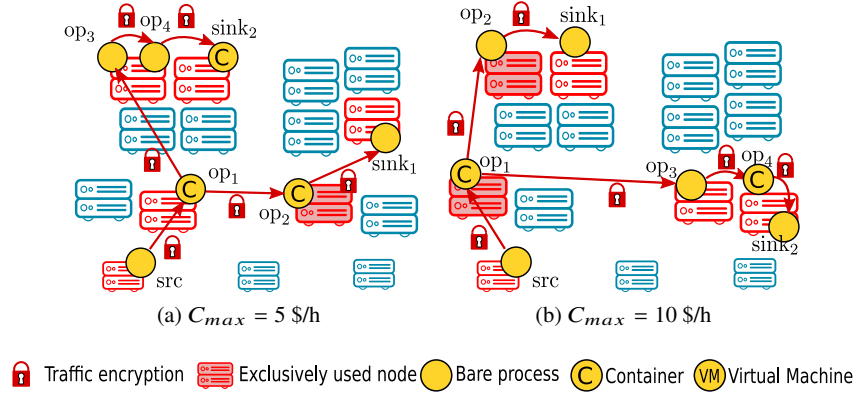 op3 op4 sink2
C
C op1
C op2
sink1
src
(a) Cmax = 5 $/h
op2 sink1
C op1
op3 op4
C
sink2
src
(b) Cmax = 10 $/h
Traffic encryption Exclusively used node Bare process C Container VM Virtual Machine